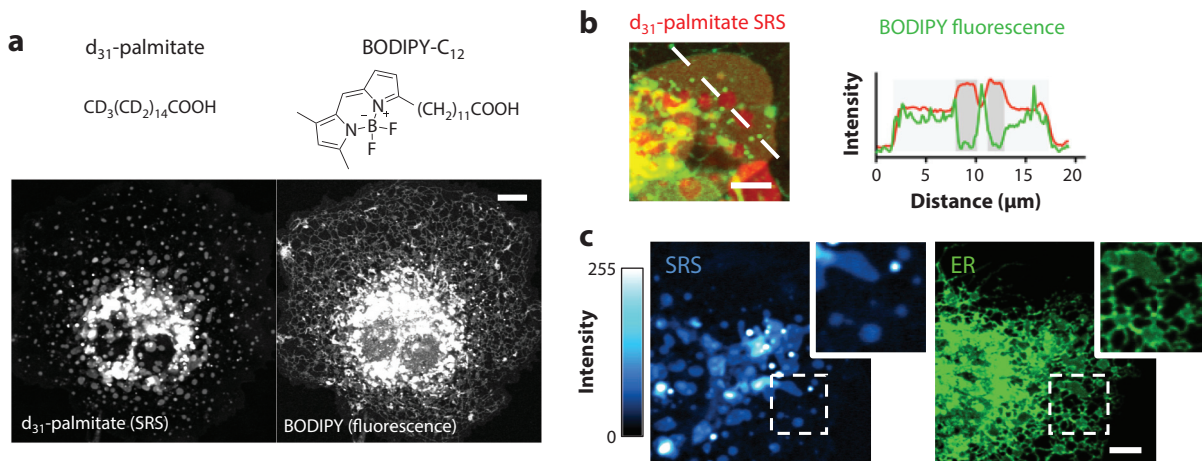 a
d₃₁-palmitate
BODIPY-C₁₂
CD₃(CD₂)₁₄COOH
N
N
+
(CH₂)₁₁COOH
−
B
F
F
d₃₁-palmitate (SRS)
BODIPY (fluorescence)
b
d₃₁-palmitate SRS
BODIPY fluorescence
Intensity
0
5
10
15
20
Distance (µm)
c
255
Intensity
0
SRS
ER